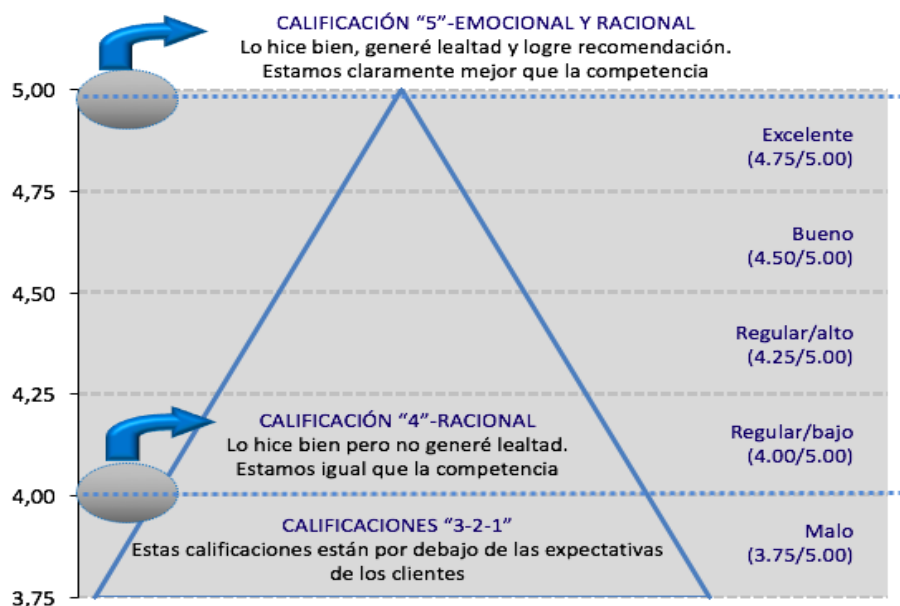 CALIFICACIÓN "5"-EMOCIONAL Y RACIONAL
Lo hice bien, generé lealtad y logre recomendación.
Estamos claramente mejor que la competencia
5,00
Excelente
(4.75/5.00)
4,75
Bueno
(4.50/5.00)
4,50
Regular/alto
(4.25/5.00)
4,25
CALIFICACIÓN "4"-RACIONAL
Lo hice bien pero no generé lealtad.
Estamos igual que la competencia
Regular/bajo
(4.00/5.00)
4,00
CALIFICACIONES "3-2-1"
Estas calificaciones están por debajo de las expectativas
de los clientes
Malo
(3.75/5.00)
3,75